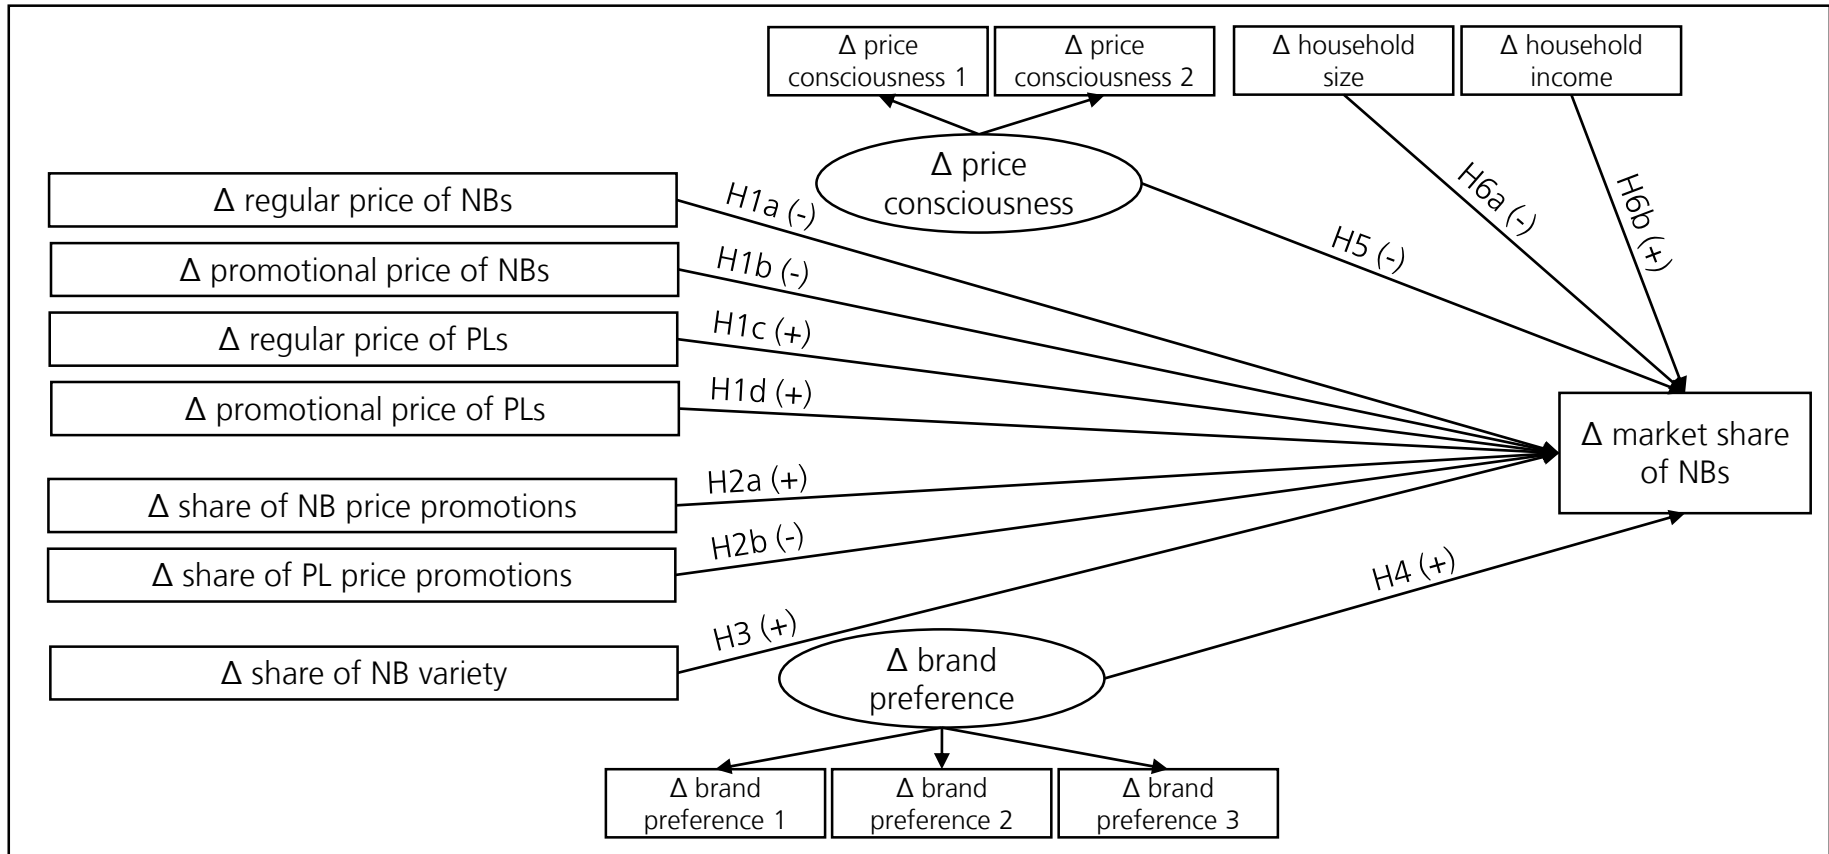 Δ price
consciousness 1
Δ price
consciousness 2
Δ household
size
Δ household
income
Δ price
consciousness
Δ regular price of NBs
Δ promotional price of NBs
Δ regular price of PLs
Δ promotional price of PLs
Δ share of NB price promotions
Δ share of PL price promotions
Δ share of NB variety
H1a (-)
H1b (-)
H1c (+)
H1d (+)
H2a (+)
H2b (-)
H3 (+)
H5 (-)
H6a (-)
H6b (+)
H4 (+)
Δ market share
of NBs
Δ brand
preference
Δ brand
preference 1
Δ brand
preference 2
Δ brand
preference 3